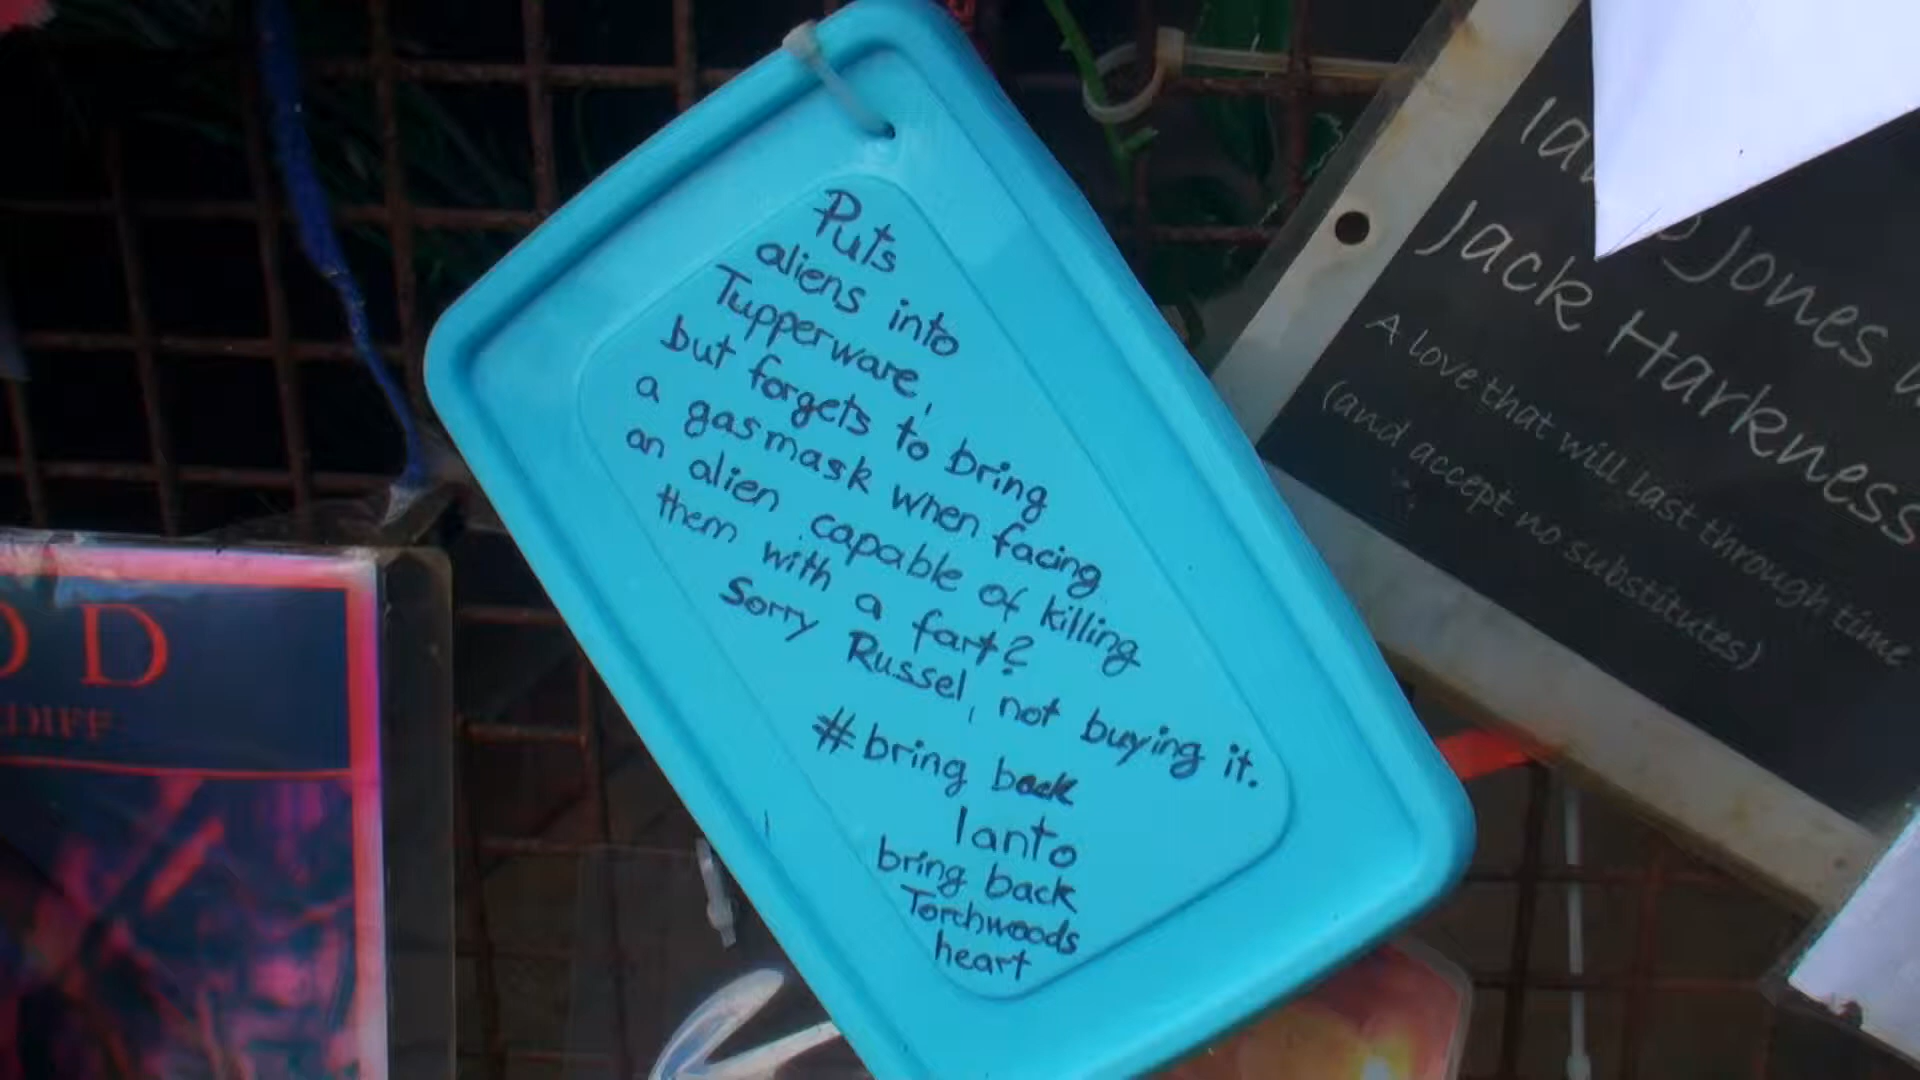 Puts
aliens into
Tupperware,
but forgets to bring
a gasmask when facing
an alien capable of killing
them with a fart?
Sorry Russel, not buying it.
#bring back
Ianto
bring back
Torchwoods
heart
Jones
Jack Harkness
A love that will last through time
(and accept no substitutes)
O D
DIFF